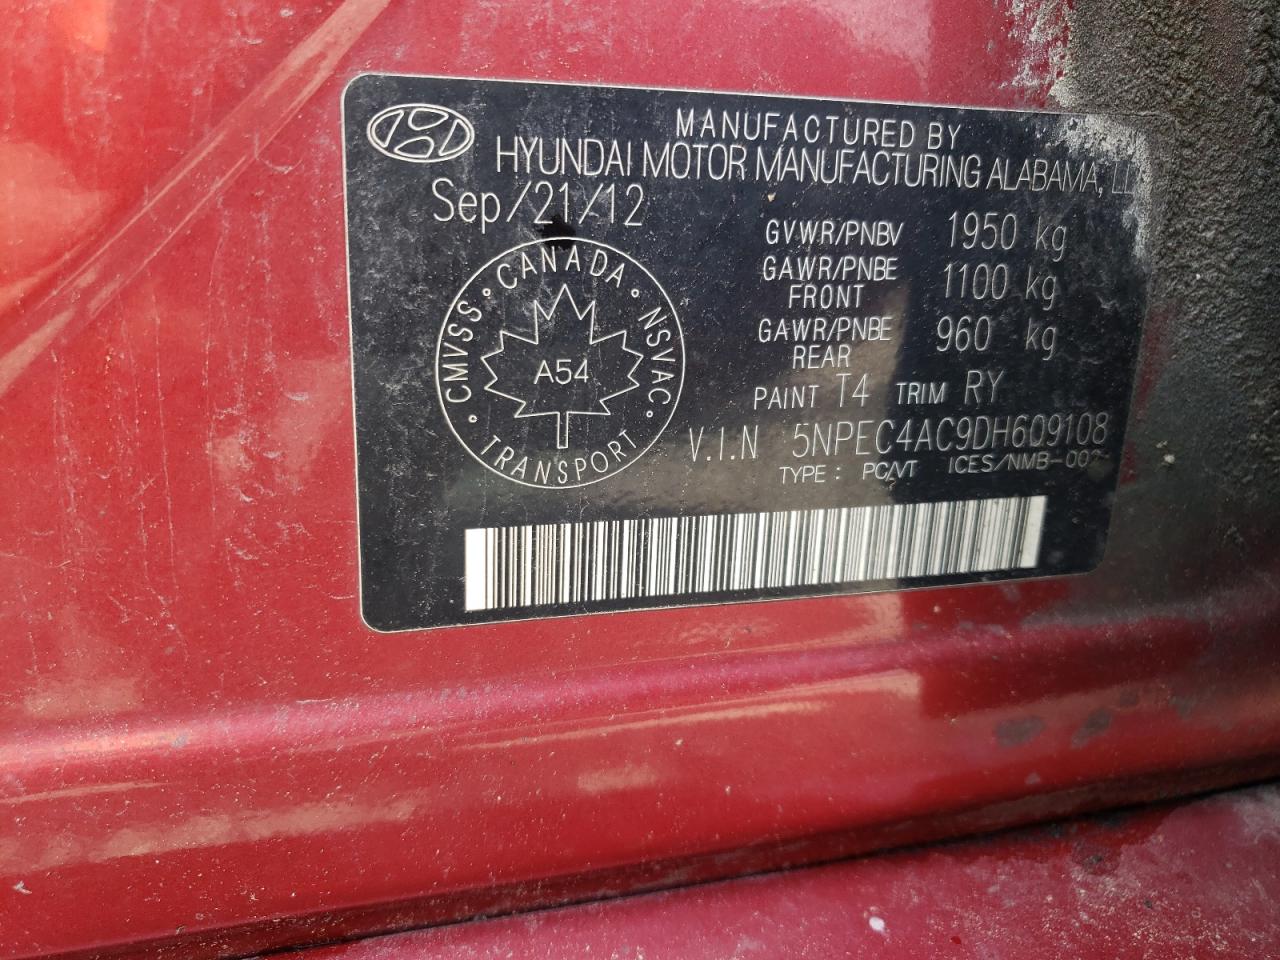 MANUFACTURED BY
HYUNDAI MOTOR MANUFACTURING ALABAMA,
Sep/21/12
GVWR/PNBV 1950 kg
GAWR/PNBE FRONT 1100 kg
GAWR/PNBE REAR 960 kg
PAINT T4 TRIM RY
V.I.N 5NPEC4AC9DH609108
TYPE : PC/VT ICES/NMB-002
CANADA
CMVSS NSVAC
A54
TRANSPORT